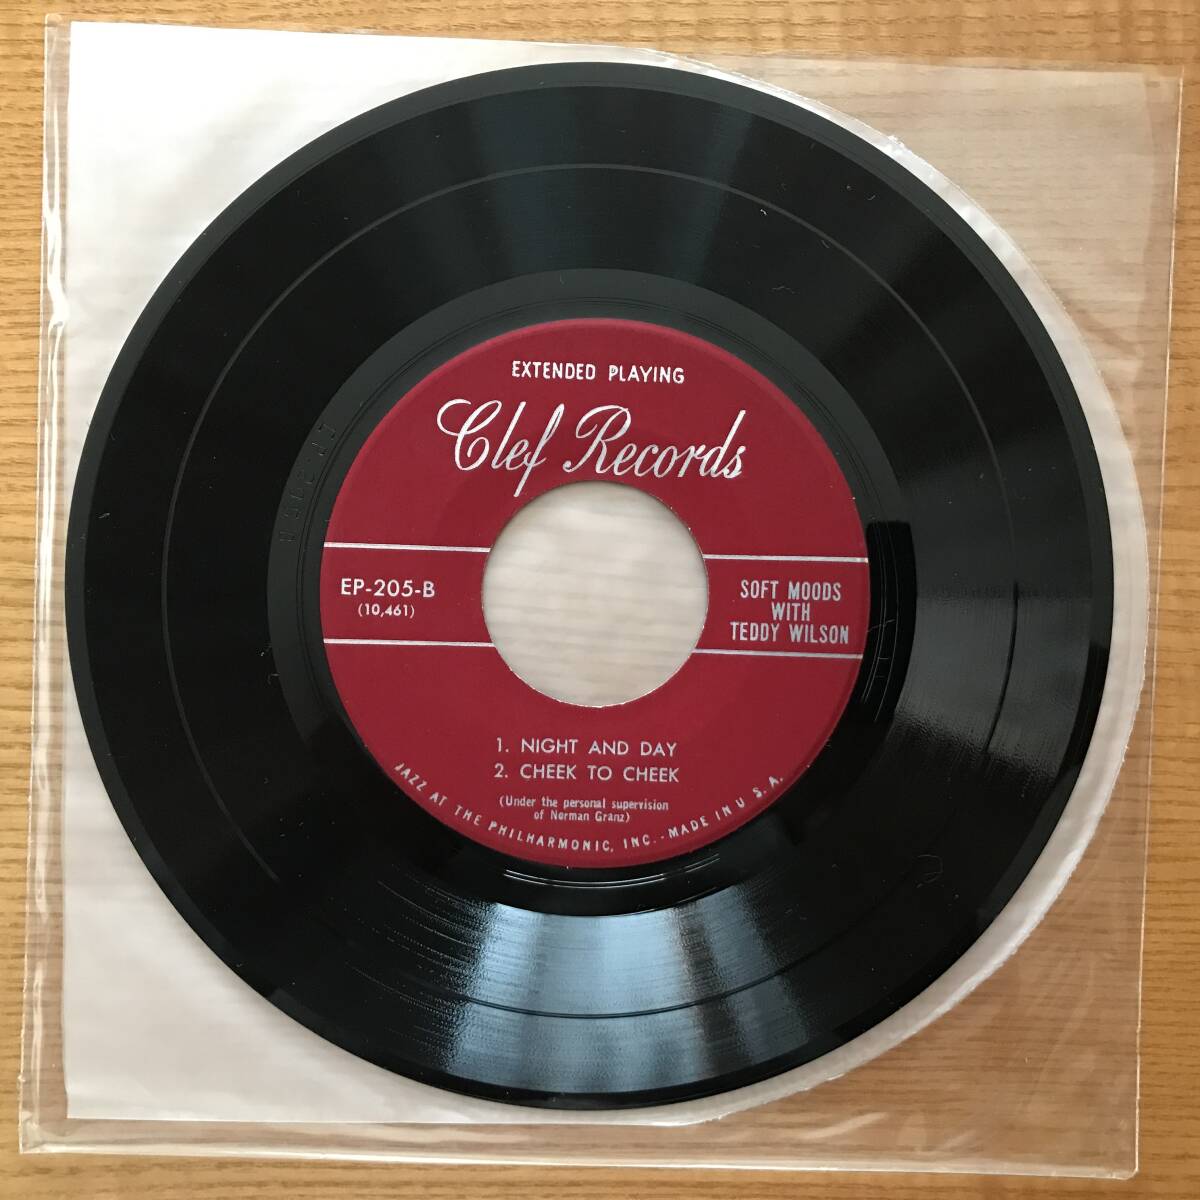 EXTENDED PLAYING
Clef Records
EP-205-B
(10,461)
SOFT MOODS
WITH
TEDDY WILSON
1. NIGHT AND DAY
2. CHEEK TO CHEEK
(Under the personal supervision
of Norman Granz)
JAZZ AT THE PHILHARMONIC, INC.-MADE IN U.S.A.